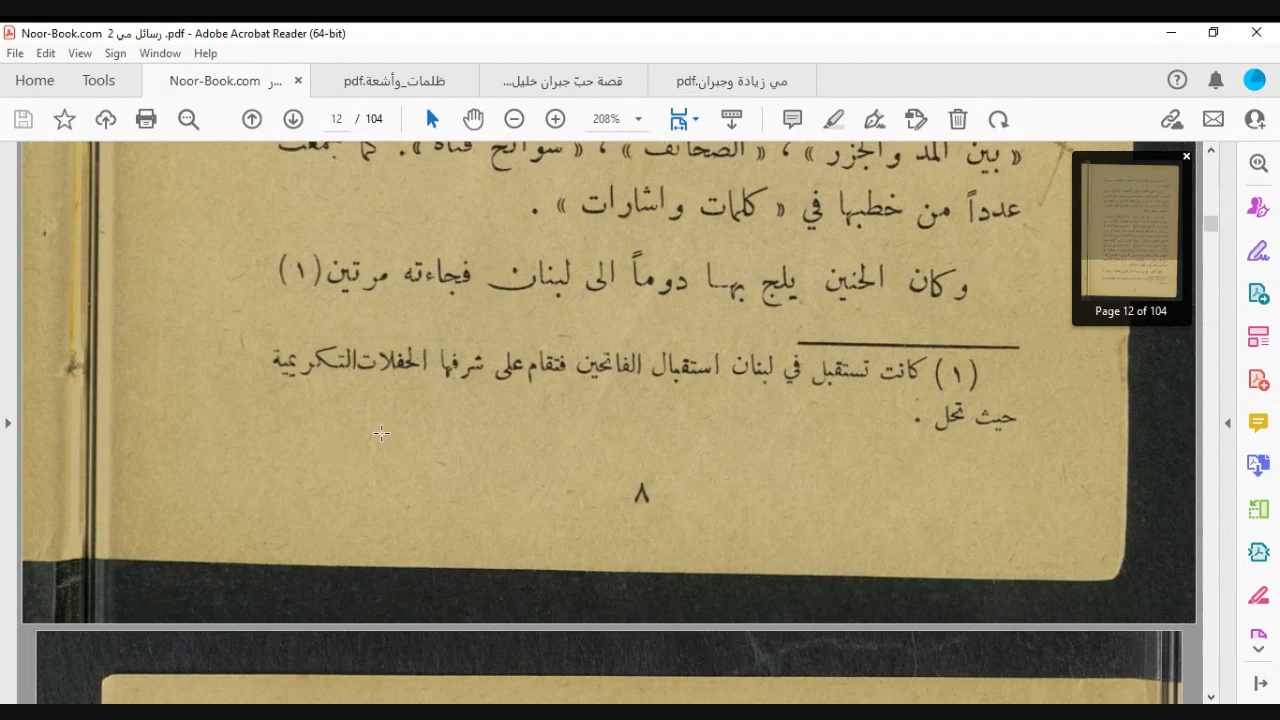 Noor-Book.com رسائل مي 2 .pdf - Adobe Acrobat Reader (64-bit)
File Edit View Sign Window Help
Home Tools Noor-Book.com ر... × ظلمات_وأشعة.pdf قصة حبّ جبران خليل... مي زيادة وجبران.pdf
12 / 104 208%
« بين المد والجزر » ، « الصحائف » ، « سوانح فتاة » . كما جمعت
عدداً من خطبها في « كلمات واشارات » .
وكان الحنين يلج بهـا دوماً الى لبنان فجاءته مرتين (١)
(١) كانت تستقبل في لبنان استقبال الفاتحين فتقام على شرفها الحفلات التكريمية
حيث تحل .
٨
Page 12 of 104